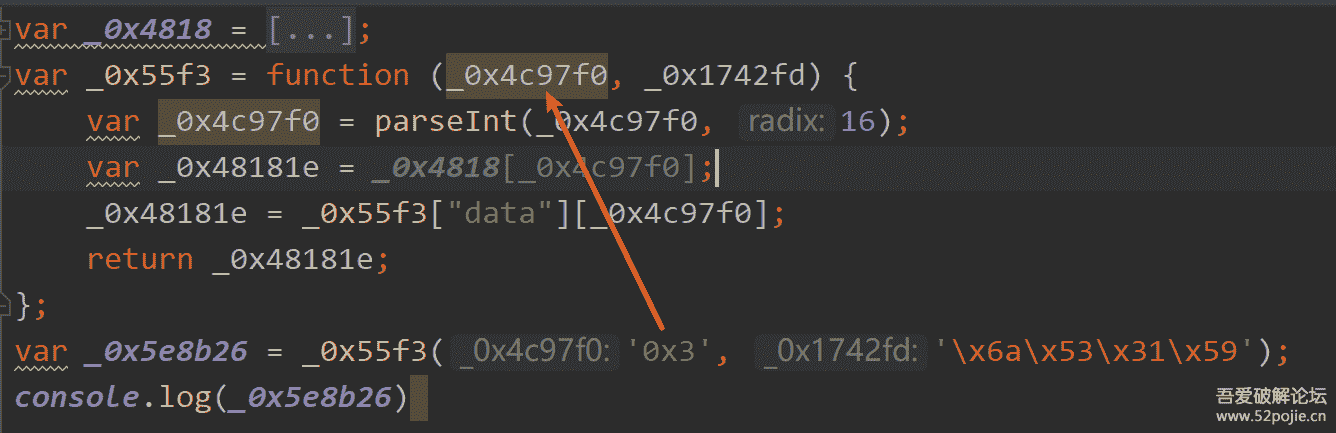 var _0x4818 = [...];
var _0x55f3 = function (_0x4c97f0, _0x1742fd) {
var _0x4c97f0 = parseInt(_0x4c97f0, radix: 16);
var _0x48181e = _0x4818[_0x4c97f0];
_0x48181e = _0x55f3["data"][_0x4c97f0];
return _0x48181e;
};
var _0x5e8b26 = _0x55f3(_0x4c97f0: '0x3', _0x1742fd: '\x6a\x53\x31\x59');
console.log(_0x5e8b26)
吾爱破解论坛
www.52pojie.cn